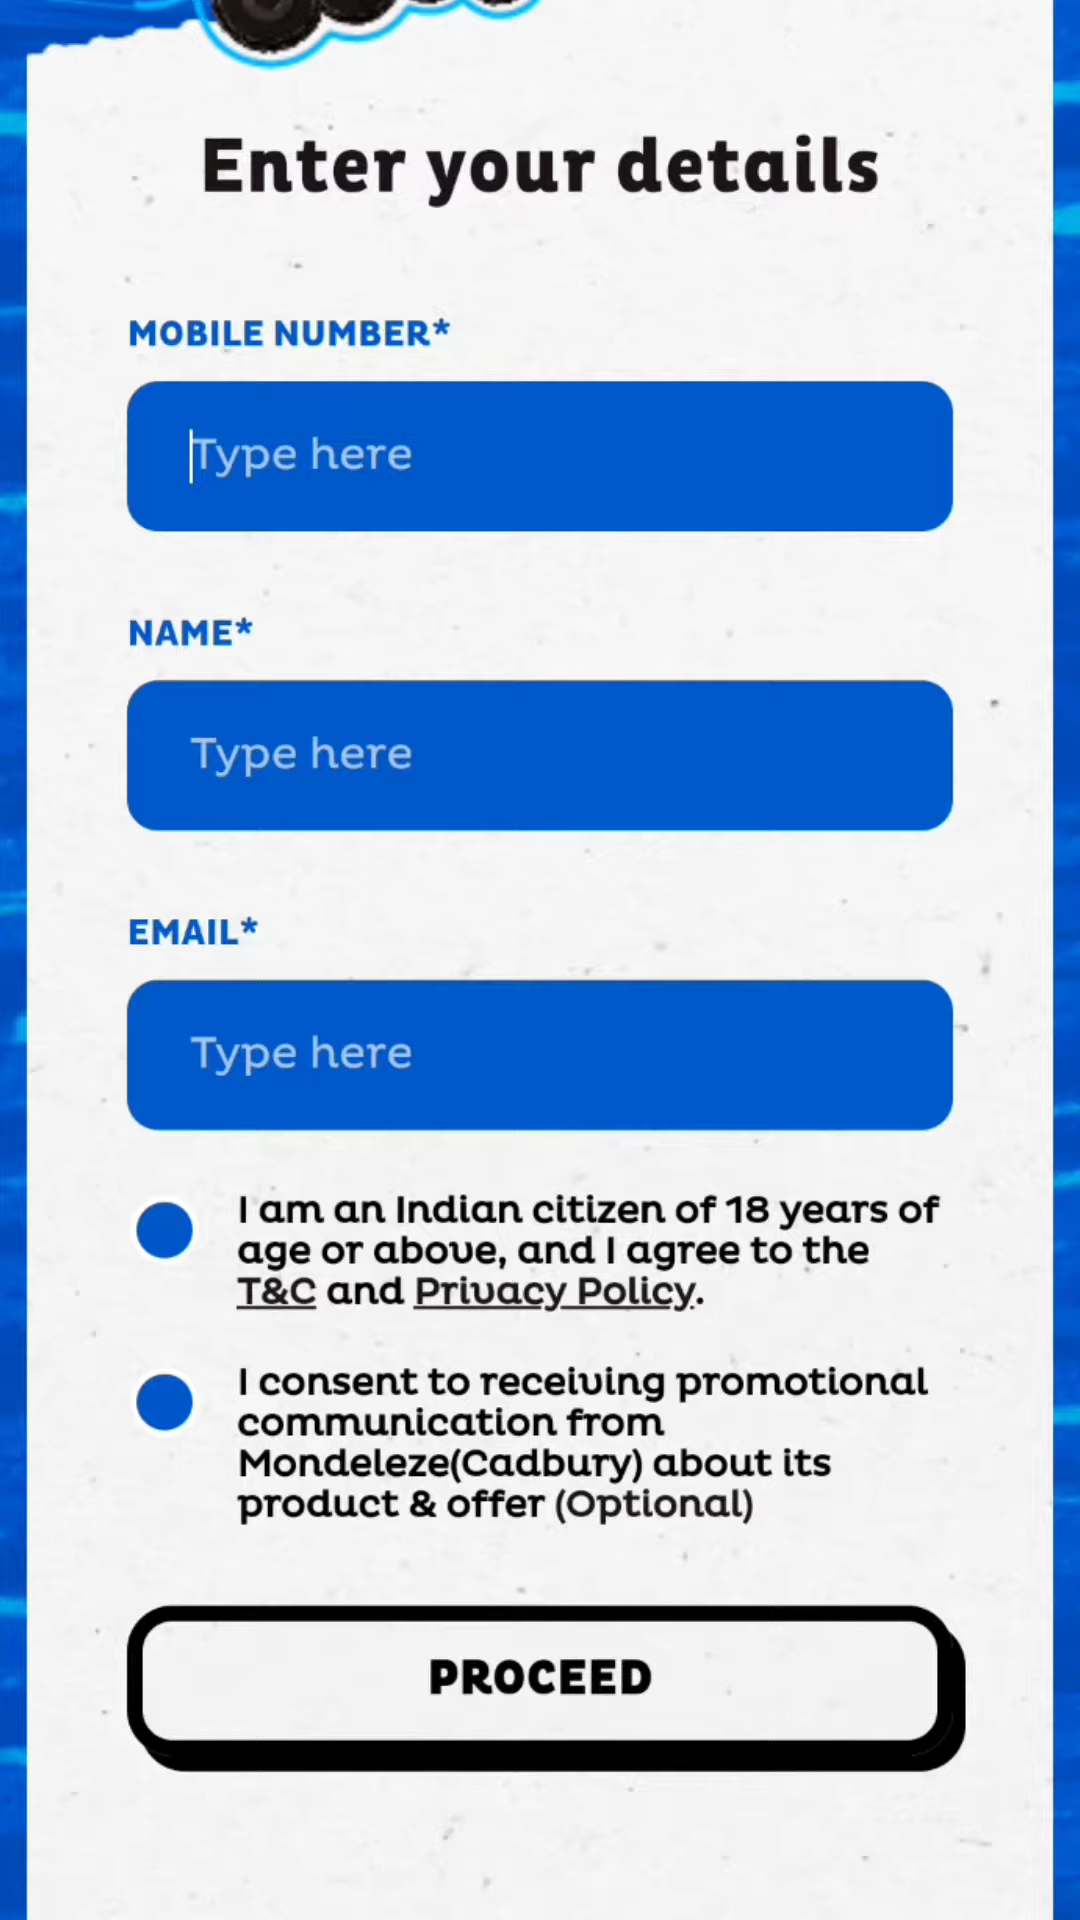 Enter your details
MOBILE NUMBER*
Type here
NAME*
Type here
EMAIL*
Type here
I am an Indian citizen of 18 years of
age or above, and I agree to the
T&C and Privacy Policy.
I consent to receiving promotional
communication from
Mondeleze(Cadbury) about its
product & offer (Optional)
PROCEED